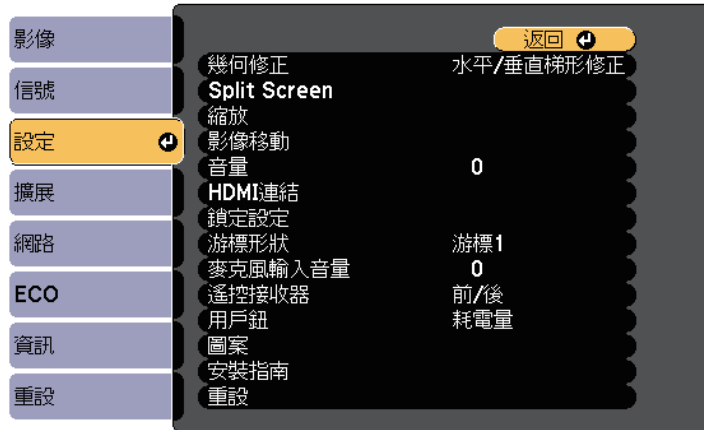 影像
信號
設定
擴展
網路
ECO
資訊
重設
返回
幾何修正 水平/垂直梯形修正
Split Screen
縮放
影像移動
音量 0
HDMI連結
鎖定設定
游標形狀 游標1
麥克風輸入音量 0
遙控接收器 前/後
用戶鈕 耗電量
圖案
安裝指南
重設